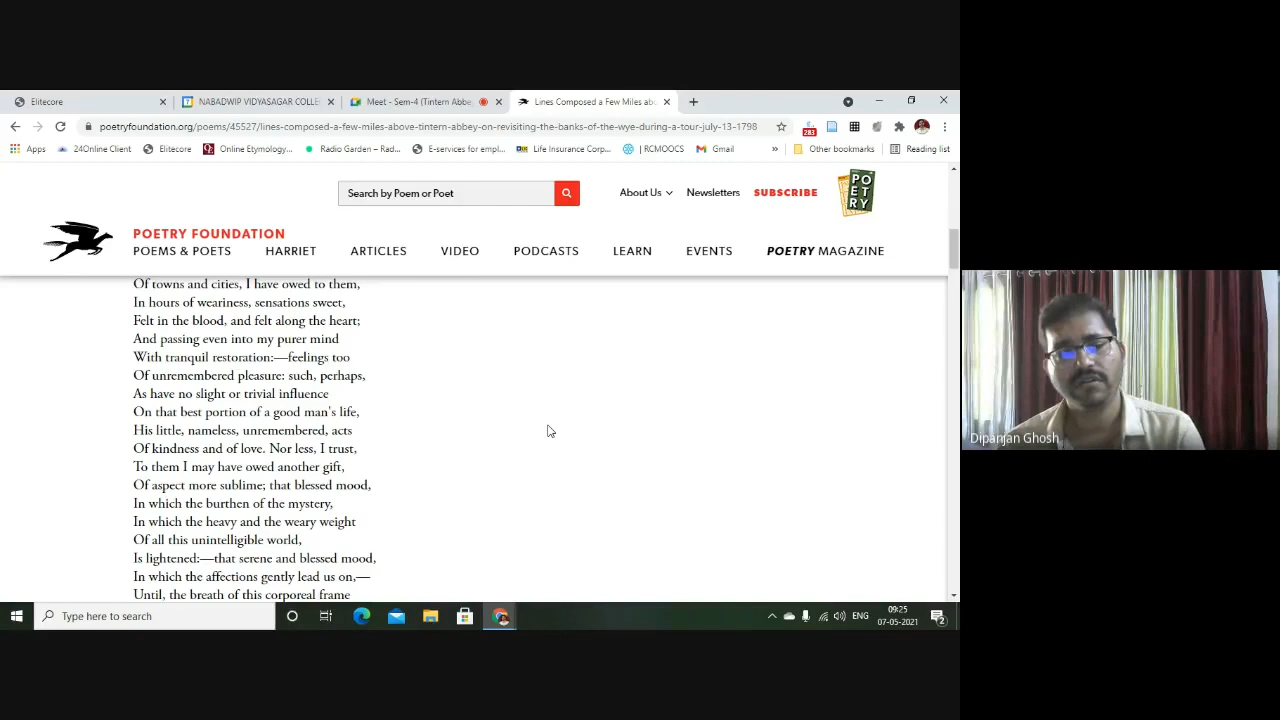 Elitecore
NABADWIP VIDYASAGAR COLLE
Meet - Sem-4 (Tintern Abbe
Lines Composed a Few Miles abo
poetryfoundation.org/poems/45527/lines-composed-a-few-miles-above-tintern-abbey-on-revisiting-the-banks-of-the-wye-during-a-tour-july-13-1798
283
Apps
24Online Client
Elitecore
Online Etymology...
Radio Garden – Rad...
E-services for empl...
Life Insurance Corp...
| RCMOOCS
Gmail
»
Other bookmarks
Reading list
Search by Poem or Poet
About Us
Newsletters
SUBSCRIBE
PO
ET
RY
POETRY FOUNDATION
POEMS & POETS
HARRIET
ARTICLES
VIDEO
PODCASTS
LEARN
EVENTS
POETRY MAGAZINE
Of towns and cities, I have owed to them,
In hours of weariness, sensations sweet,
Felt in the blood, and felt along the heart;
And passing even into my purer mind
With tranquil restoration:—feelings too
Of unremembered pleasure: such, perhaps,
As have no slight or trivial influence
On that best portion of a good man's life,
His little, nameless, unremembered, acts
Of kindness and of love. Nor less, I trust,
To them I may have owed another gift,
Of aspect more sublime; that blessed mood,
In which the burthen of the mystery,
In which the heavy and the weary weight
Of all this unintelligible world,
Is lightened:—that serene and blessed mood,
In which the affections gently lead us on,—
Until, the breath of this corporeal frame
Dipanjan Ghosh
Type here to search
ENG
09:25
07-05-2021
2